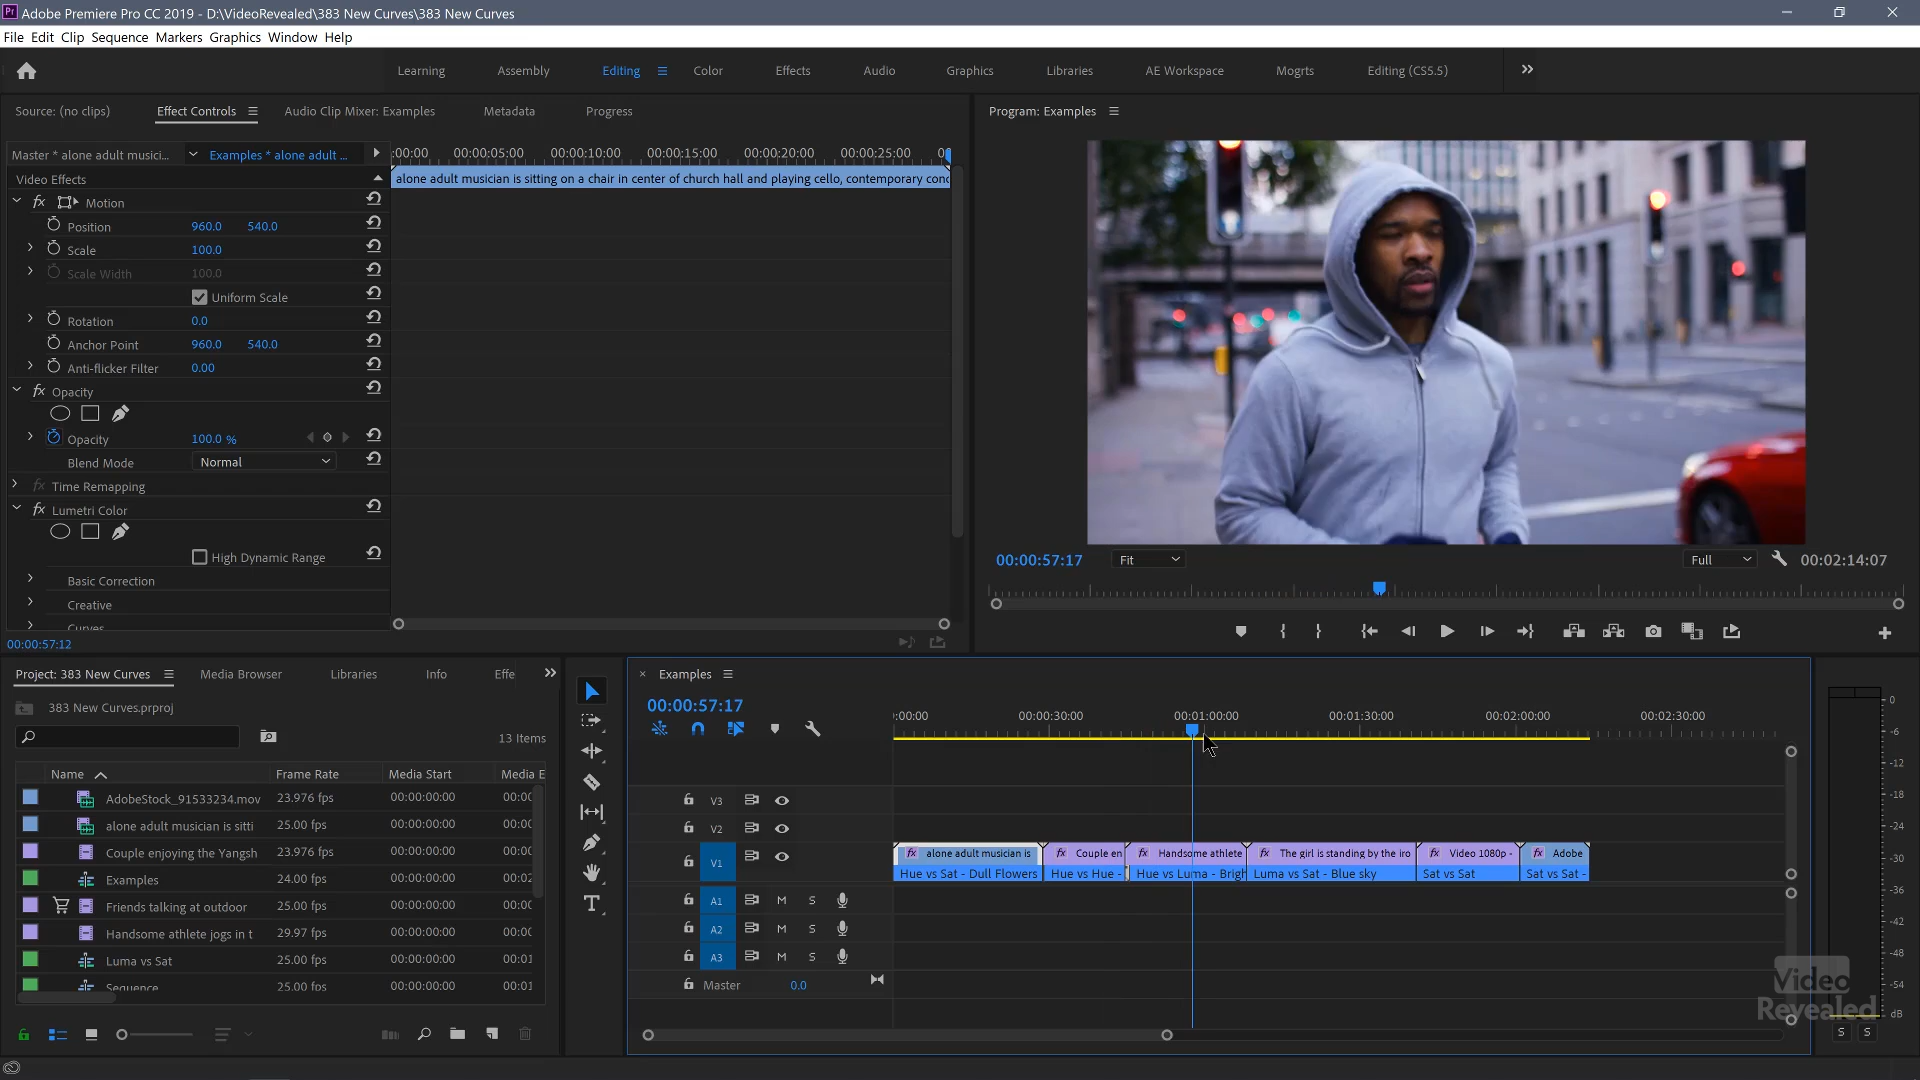 Adobe Premiere Pro CC 2019 - D:\VideoRevealed\383 New Curves\383 New Curves
File Edit Clip Sequence Markers Graphics Window Help
Learning Assembly Editing Color Effects Audio Graphics Libraries AE Workspace Mogrts Editing (CS5.5)
Source: (no clips) Effect Controls Audio Clip Mixer: Examples Metadata Progress
Program: Examples
Master * alone adult musici... Examples * alone adult ...
:00:00 00:00:05:00 00:00:10:00 00:00:15:00 00:00:20:00 00:00:25:00
Video Effects
alone adult musician is sitting on a chair in center of church hall and playing cello, contemporary conc
fx Motion
Position 960.0 540.0
Scale 100.0
Scale Width 100.0
Uniform Scale
Rotation 0.0
Anchor Point 960.0 540.0
Anti-flicker Filter 0.00
fx Opacity
Opacity 100.0 %
Blend Mode Normal
fx Time Remapping
fx Lumetri Color
High Dynamic Range
Basic Correction
Creative
Curves
00:00:57:12
00:00:57:17 Fit Full 00:02:14:07
Project: 383 New Curves Media Browser Libraries Info Effe
383 New Curves.prproj
13 Items
Name Frame Rate Media Start Media E
AdobeStock_91533234.mov 23.976 fps 00:00:00:00 00:00
alone adult musician is sitti 25.00 fps 00:00:00:00 00:00
Couple enjoying the Yangsh 23.976 fps 00:00:00:00 00:00
Examples 24.00 fps 00:00:00:00 00:02
Friends talking at outdoor 25.00 fps 00:00:00:00 00:00
Handsome athlete jogs in t 29.97 fps 00:00:00:00 00:00
Luma vs Sat 25.00 fps 00:00:00:00 00:01
Sequence 25.00 fps 00:00:00:00 00:01
Examples
00:00:57:17
:00:00 00:00:30:00 00:01:00:00 00:01:30:00 00:02:00:00 00:02:30:00
V3
V2
V1
fx alone adult musician is fx Couple en fx Handsome athlete fx The girl is standing by the iro fx Video 1080p - fx Adobe
Hue vs Sat - Dull Flowers Hue vs Hue - Hue vs Luma - Brigh Luma vs Sat - Blue sky Sat vs Sat Sat vs Sat -
A1 M S
A2 M S
A3 M S
Master 0.0
0
-6
-12
-18
-24
-30
-36
-42
-48
-54
dB
S S
Video
Revealed